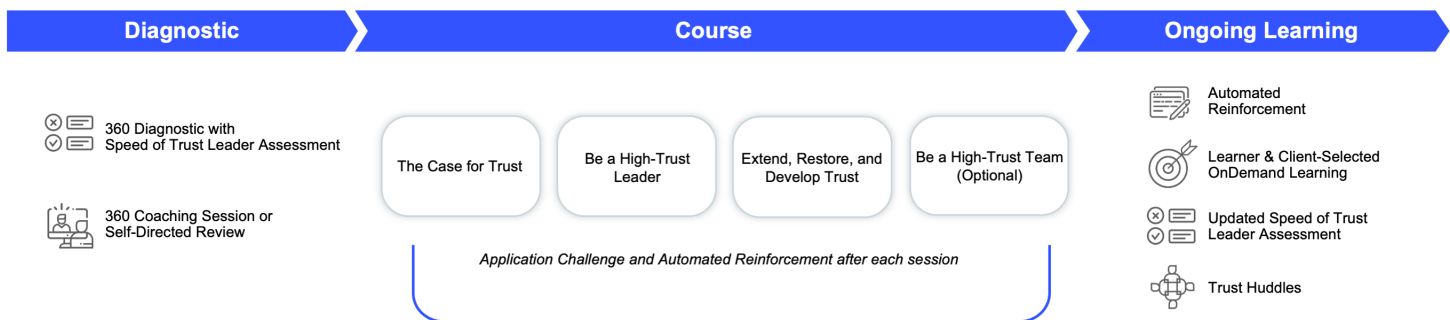 Diagnostic
Course
Ongoing Learning
360 Diagnostic with
Speed of Trust Leader Assessment
360 Coaching Session or
Self-Directed Review
The Case for Trust
Be a High-Trust
Leader
Extend, Restore, and
Develop Trust
Be a High-Trust Team
(Optional)
Application Challenge and Automated Reinforcement after each session
Automated
Reinforcement
Learner & Client-Selected
OnDemand Learning
Updated Speed of Trust
Leader Assessment
Trust Huddles